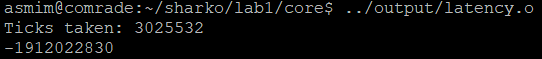 asmim@comrade:~/sharko/lab1/core$ ../output/latency.o
Ticks taken: 3025532
-1912022830